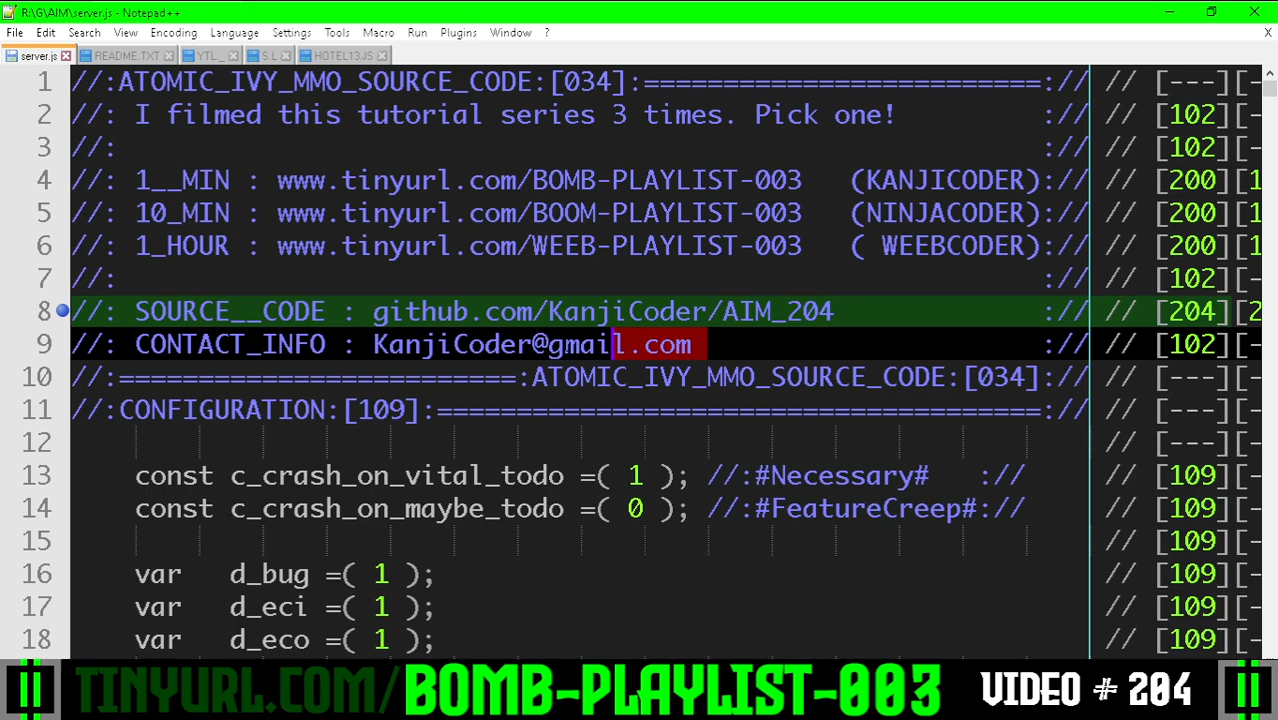 R:\G\AIM\server.js - Notepad++
File Edit Search View Encoding Language Settings Tools Macro Run Plugins Window ? X
server.js README.TXT YTL_ S.L HOTEL13.JS
1 //:ATOMIC_IVY_MMO_SOURCE_CODE:[034]:==========================:// // [---][-
2 //: I filmed this tutorial series 3 times. Pick one! :// // [102][-
3 //: :// // [102][-
4 //: 1__MIN : www.tinyurl.com/BOMB-PLAYLIST-003 (KANJICODER):// // [200][1
5 //: 10_MIN : www.tinyurl.com/BOOM-PLAYLIST-003 (NINJACODER):// // [200][1
6 //: 1_HOUR : www.tinyurl.com/WEEB-PLAYLIST-003 ( WEEBCODER):// // [200][1
7 //: :// // [102][-
8 //: SOURCE__CODE : github.com/KanjiCoder/AIM_204 :// // [204][2
9 //: CONTACT_INFO : KanjiCoder@gmail.com :// // [102][-
10 //:=========================:ATOMIC_IVY_MMO_SOURCE_CODE:[034]:// // [---][-
11 //:CONFIGURATION:[109]:======================================:// // [---][-
12 // [---][-
13 const c_crash_on_vital_todo =( 1 ); //:#Necessary# :// // [109][-
14 const c_crash_on_maybe_todo =( 0 ); //:#FeatureCreep#:// // [109][-
15 // [109][-
16 var d_bug =( 1 ); // [109][-
17 var d_eci =( 1 ); // [109][-
18 var d_eco =( 1 ); // [109][-
TINYURL.COM/BOMB-PLAYLIST-003 VIDEO # 204